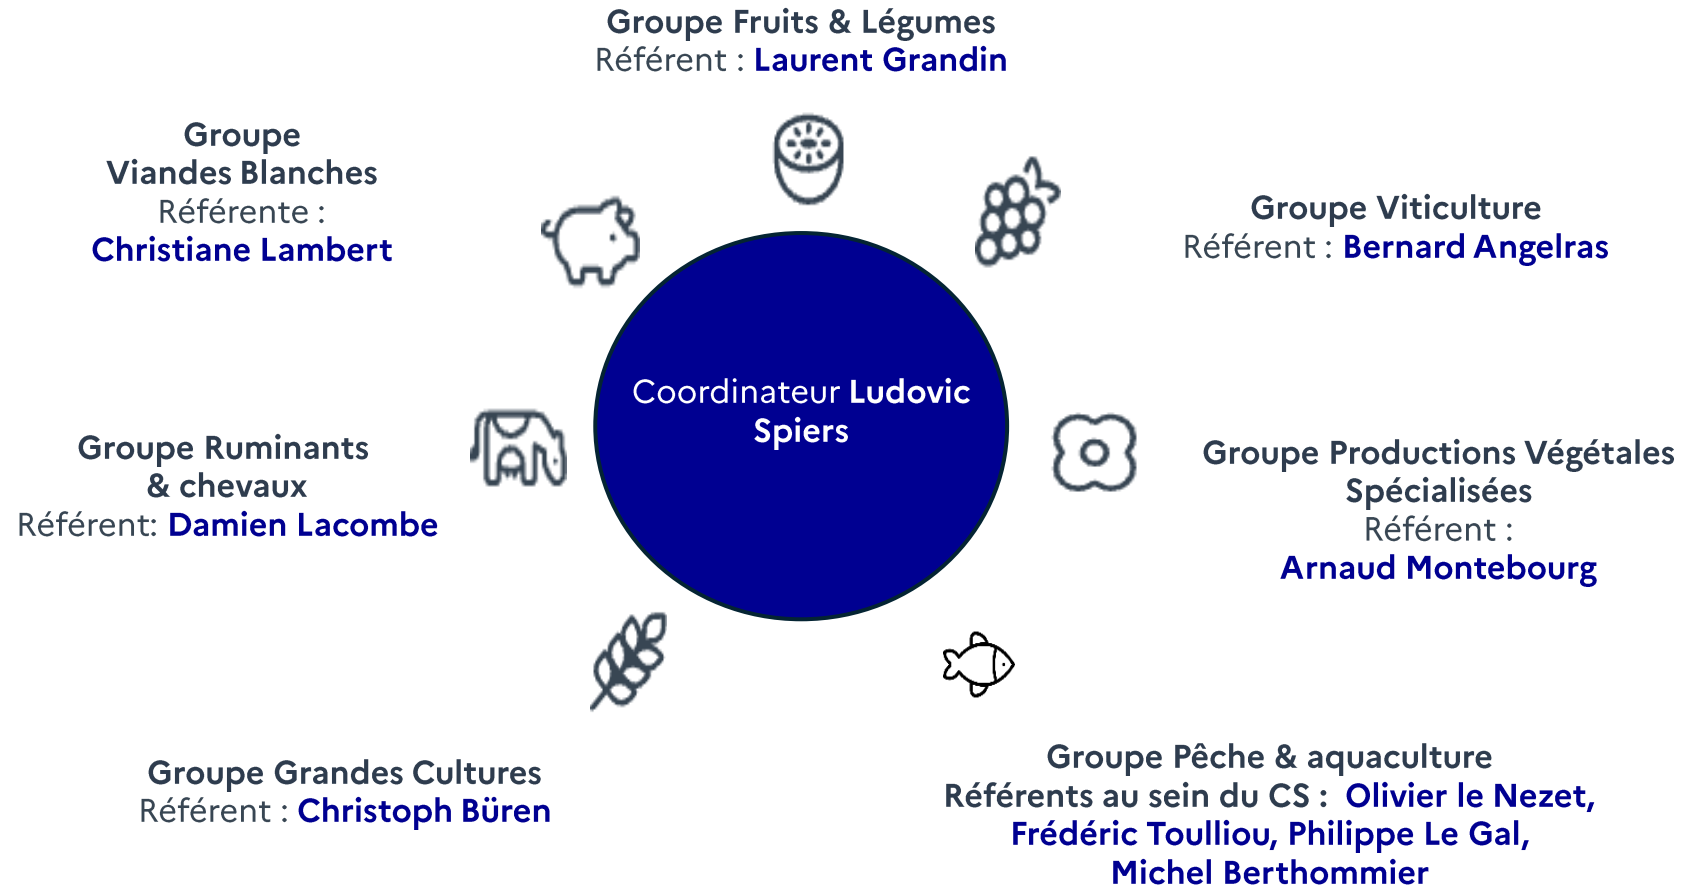 Groupe Fruits & Légumes
Référent : Laurent Grandin
Groupe
Viandes Blanches
Référente :
Christiane Lambert
Groupe Viticulture
Référent : Bernard Angelras
Coordinateur Ludovic
Spiers
Groupe Ruminants
& chevaux
Référent: Damien Lacombe
Groupe Productions Végétales
Spécialisées
Référent :
Arnaud Montebourg
Groupe Grandes Cultures
Référent : Christoph Büren
Groupe Pêche & aquaculture
Référents au sein du CS : Olivier le Nezet,
Frédéric Toulliou, Philippe Le Gal,
Michel Berthommier